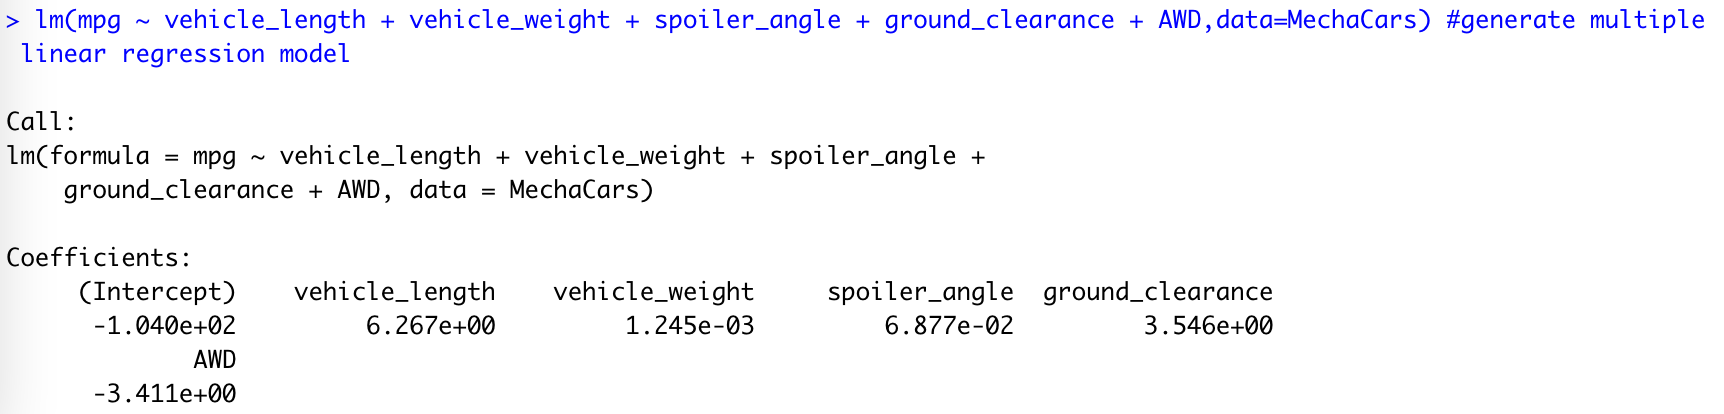 > lm(mpg ~ vehicle_length + vehicle_weight + spoiler_angle + ground_clearance + AWD,data=MechaCars) #generate multiple
linear regression model
Call:
lm(formula = mpg ~ vehicle_length + vehicle_weight + spoiler_angle +
ground_clearance + AWD, data = MechaCars)
Coefficients:
(Intercept) vehicle_length vehicle_weight spoiler_angle ground_clearance
-1.040e+02 6.267e+00 1.245e-03 6.877e-02 3.546e+00
AWD
-3.411e+00